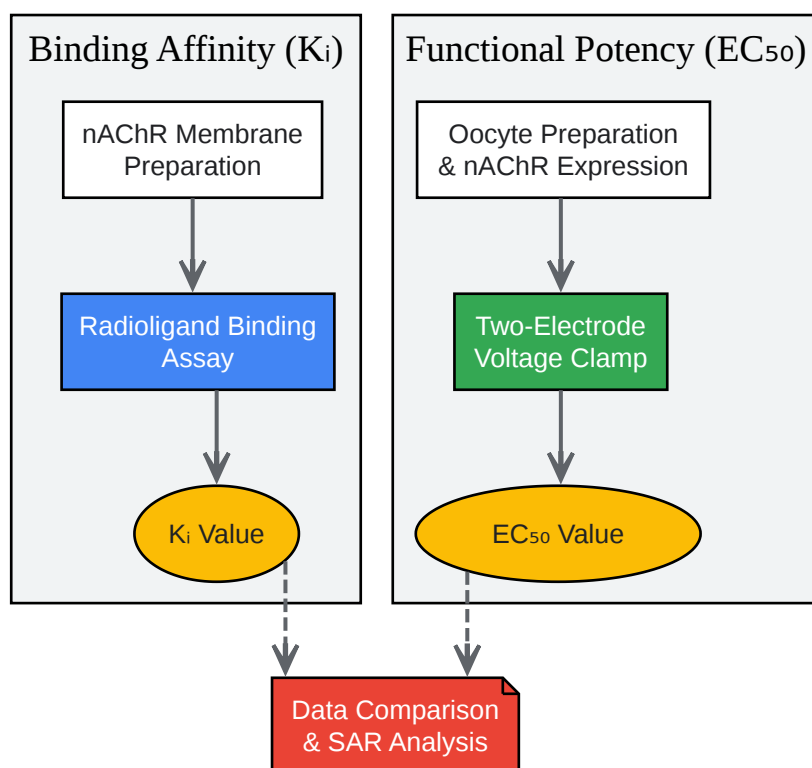 Binding Affinity (Kᵢ)
nAChR Membrane
Preparation
Radioligand Binding
Assay
Kᵢ Value
Functional Potency (EC₅₀)
Oocyte Preparation
& nAChR Expression
Two-Electrode
Voltage Clamp
EC₅₀ Value
Data Comparison
& SAR Analysis